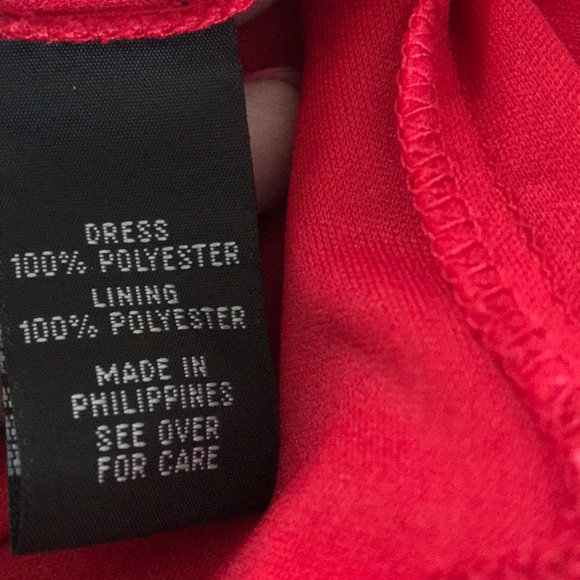 DRESS
100% POLYESTER
LINING
100% POLYESTER
MADE IN
PHILIPPINES
SEE OVER
FOR CARE